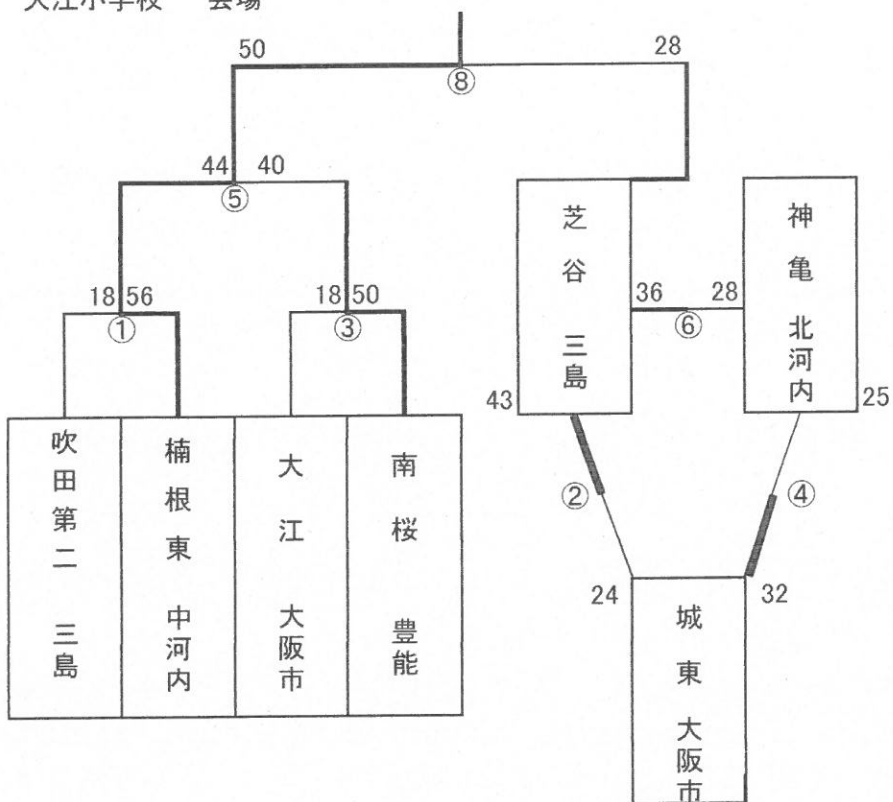 大江小学校 会場
50
28
⑧
44 40
⑤
18 56
①
18 50
③
36 28
⑥
吹田第二 三島
楠根東 中河内
大江 大阪市
南桜 豊能
芝谷 三島
神亀 北河内
43
25
②
④
24
32
城東 大阪市